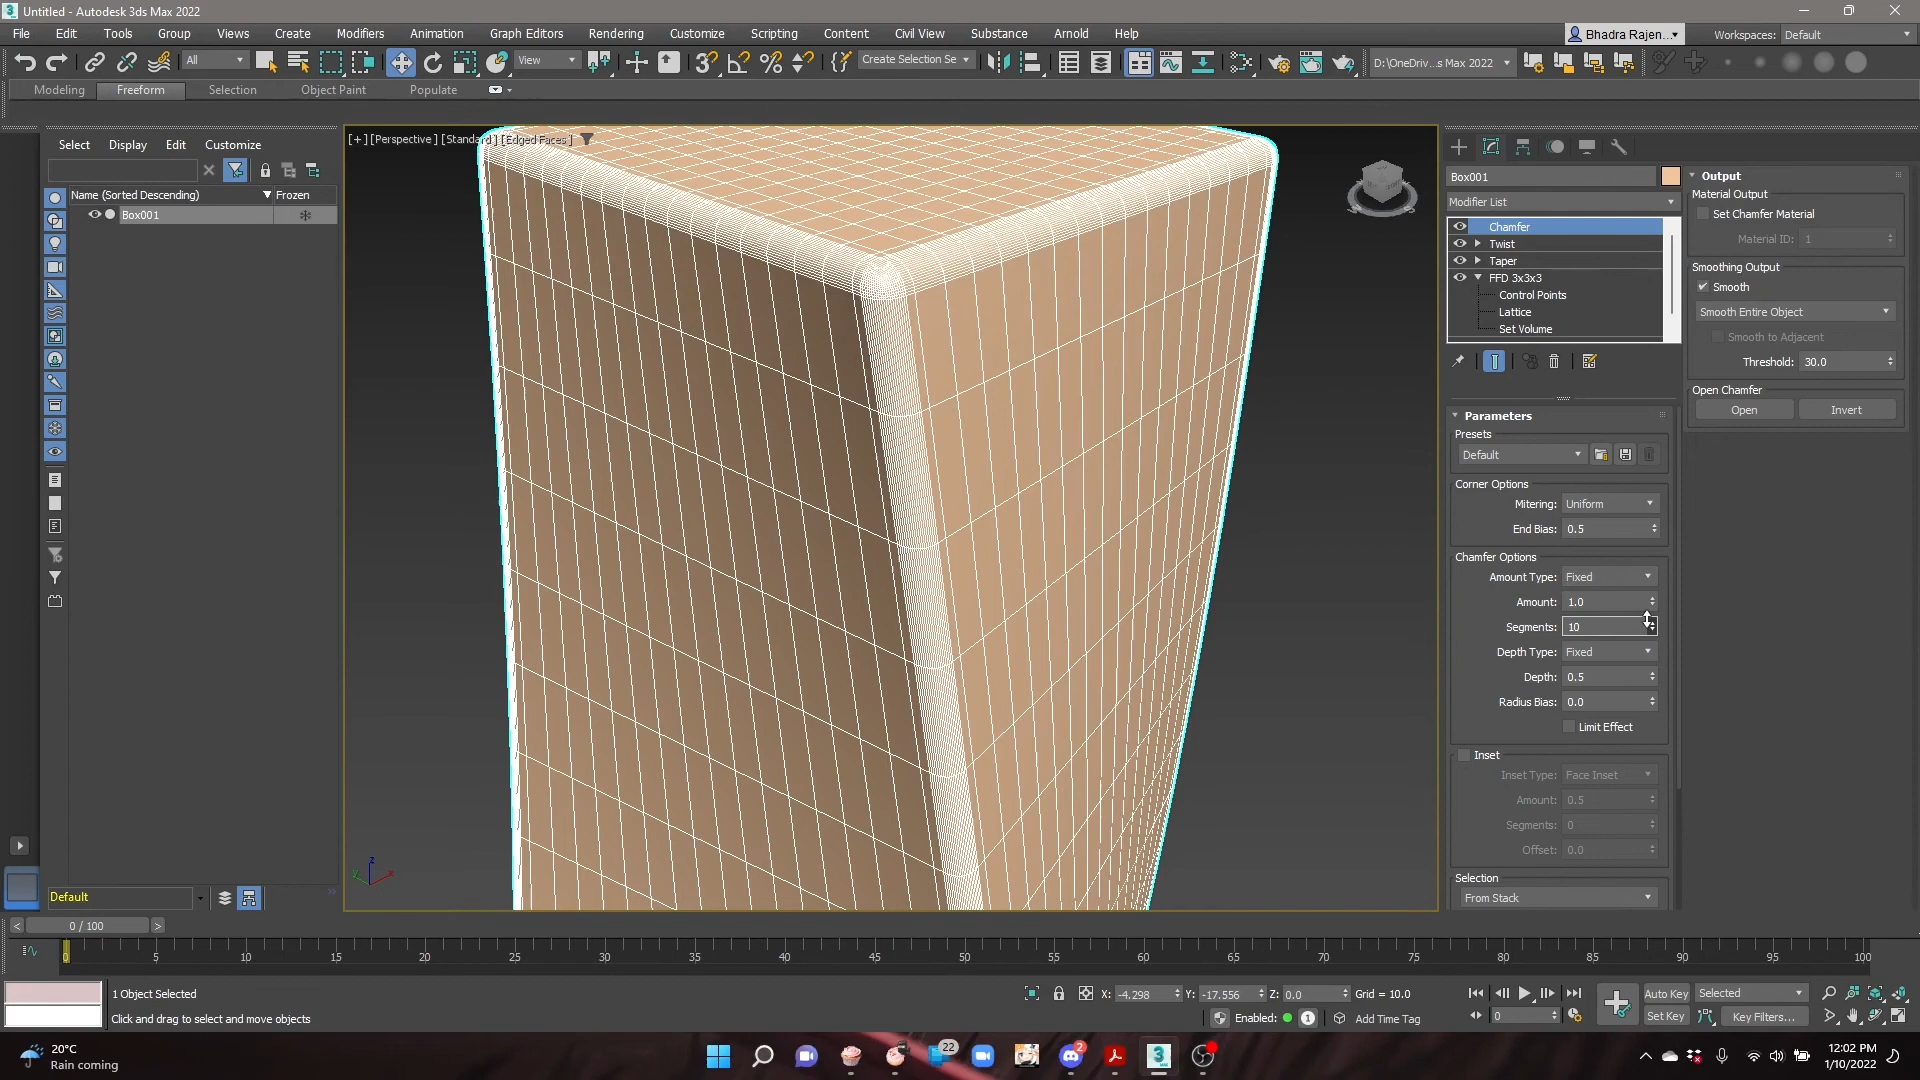 Untitled - Autodesk 3ds Max 2022
File Edit Tools Group Views Create Modifiers Animation Graph Editors Rendering Customize Scripting Content Civil View Substance Arnold Help Bhadra Rajen... Workspaces: Default
All View Create Selection Se D:\OneDriv...s Max 2022
Modeling Freeform Selection Object Paint Populate
Select Display Edit Customize
Name (Sorted Descending) Frozen
Box001
[+] [Perspective ] [Standard ] [Edged Faces ]
Box001
Modifier List
Chamfer
Twist
Taper
FFD 3x3x3
Control Points
Lattice
Set Volume
Parameters
Presets
Default
Corner Options
Mitering: Uniform
End Bias: 0.5
Chamfer Options
Amount Type: Fixed
Amount: 1.0
Segments: 10
Depth Type: Fixed
Depth: 0.5
Radius Bias: 0.0
Limit Effect
Inset
Inset Type: Face Inset
Amount: 0.5
Segments: 0
Offset: 0.0
Selection
From Stack
Output
Material Output
Set Chamfer Material
Material ID: 1
Smoothing Output
Smooth
Smooth Entire Object
Smooth to Adjacent
Threshold: 30.0
Open Chamfer
Open Invert
z
y x
Default
< 0 / 100 >
0 5 10 15 20 25 30 35 40 45 50 55 60 65 70 75 80 85 90 95 100
1 Object Selected X: -4.298 Y: -17.556 Z: 0.0 Grid = 10.0 Auto Key Selected
Click and drag to select and move objects Enabled: 1 Add Time Tag 0 Set Key Key Filters...
20°C
Rain coming
22
2
12:02 PM
1/10/2022